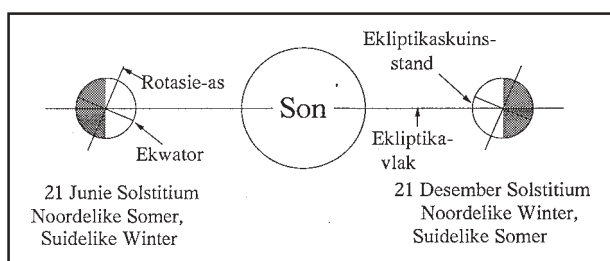 Rotasie-as
Ekwator
21 Junie Solstitium
Noordelike Somer,
Suidelike Winter
Son
Ekliptikaskuins-
stand
Ekliptika-
vlak
21 Desember Solstitium
Noordelike Winter,
Suidelike Somer